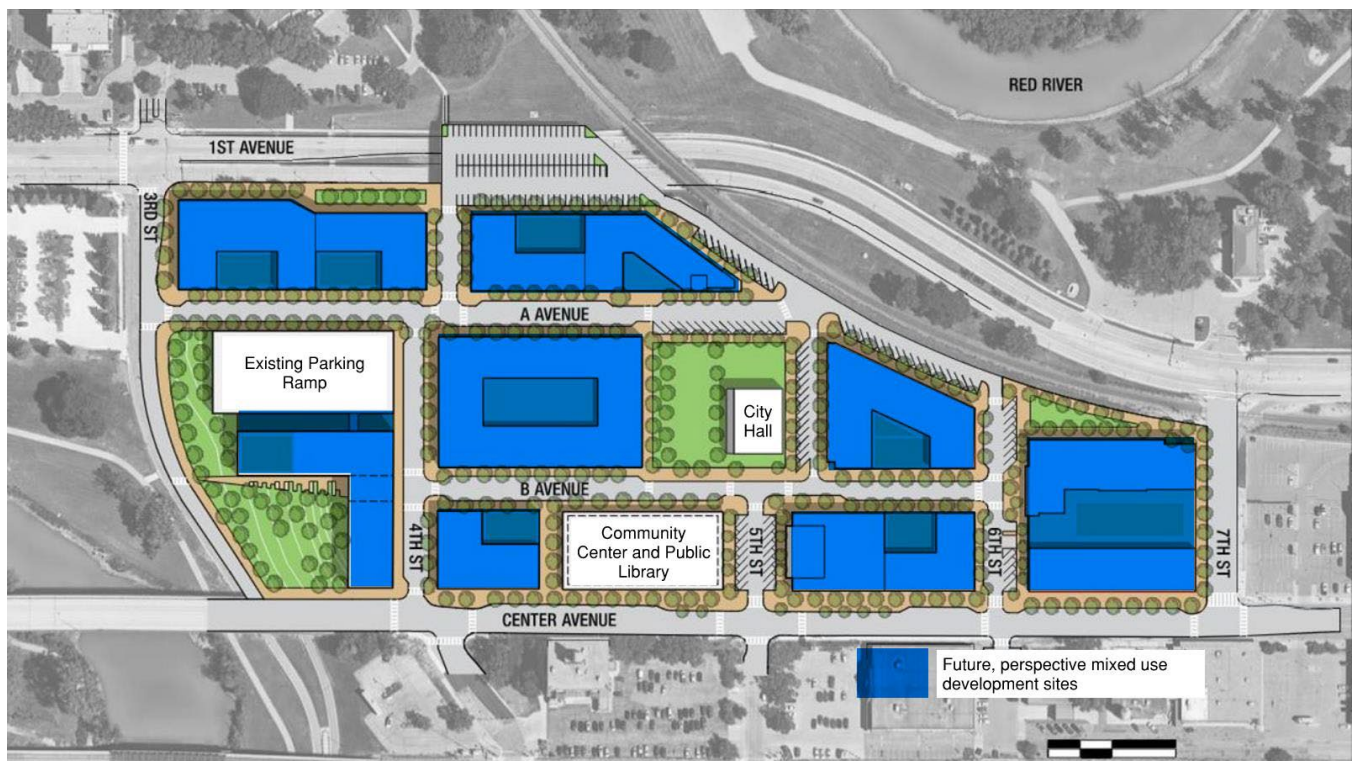 RED RIVER
1ST AVENUE
3RD ST
A AVENUE
Existing Parking
Ramp
City
Hall
B AVENUE
4TH ST
Community
Center and Public
Library
5TH ST
6TH ST
7TH ST
CENTER AVENUE
Future, perspective mixed use
development sites